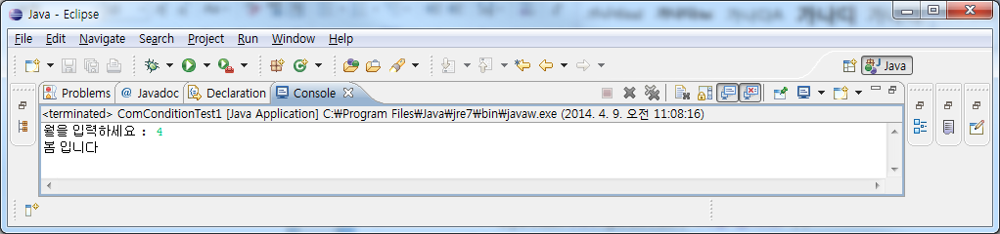 Java - Eclipse
File Edit Navigate Search Project Run Window Help
Java
Problems @ Javadoc Declaration Console
<terminated> ComConditionTest1 [Java Application] C:₩Program Files₩Java₩jre7₩bin₩javaw.exe (2014. 4. 9. 오전 11:08:16)
월을 입력하세요 : 4
봄 입니다